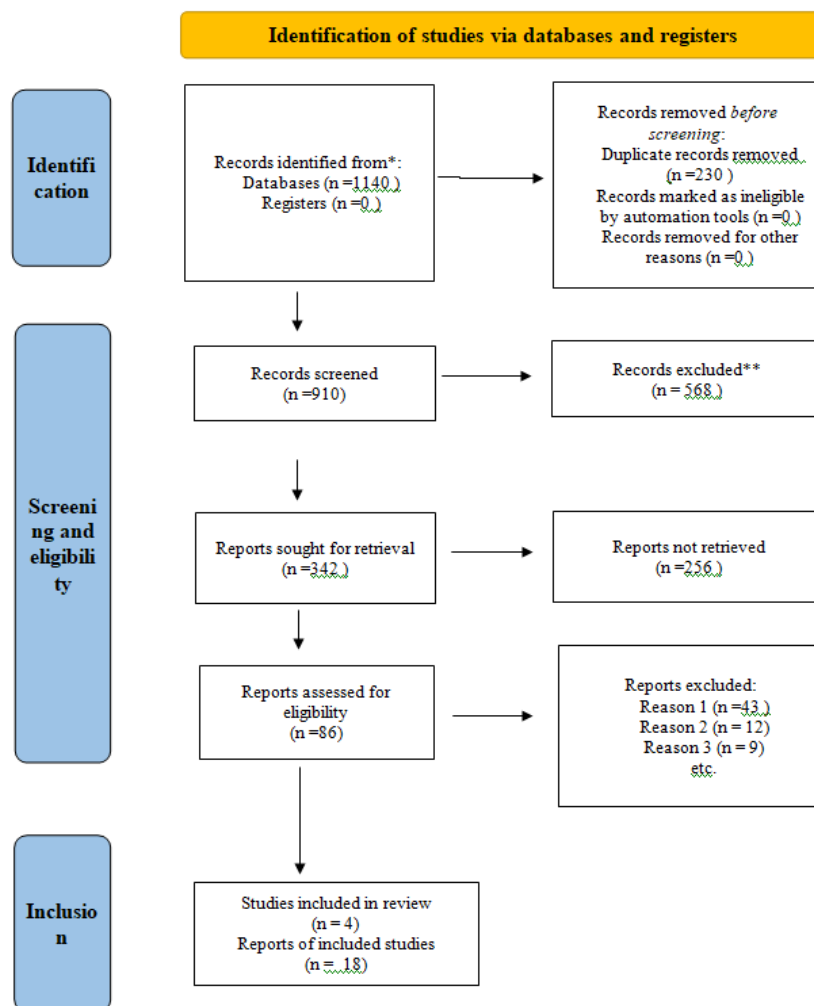 Identification of studies via databases and registers
Identifi
cation
Records identified from*:
Databases (n =1140 )
Registers (n =0 )
Records removed before
screening:
Duplicate records removed
(n =230 )
Records marked as ineligible
by automation tools (n =0 )
Records removed for other
reasons (n =0 )
Screeni
ng and
eligibili
ty
Records screened
(n =910)
Records excluded**
(n = 568 )
Reports sought for retrieval
(n =342 )
Reports not retrieved
(n =256 )
Reports assessed for
eligibility
(n =86)
Reports excluded:
Reason 1 (n =43 )
Reason 2 (n = 12)
Reason 3 (n = 9)
etc.
Inclusio
n
Studies included in review
(n = 4)
Reports of included studies
(n = 18)